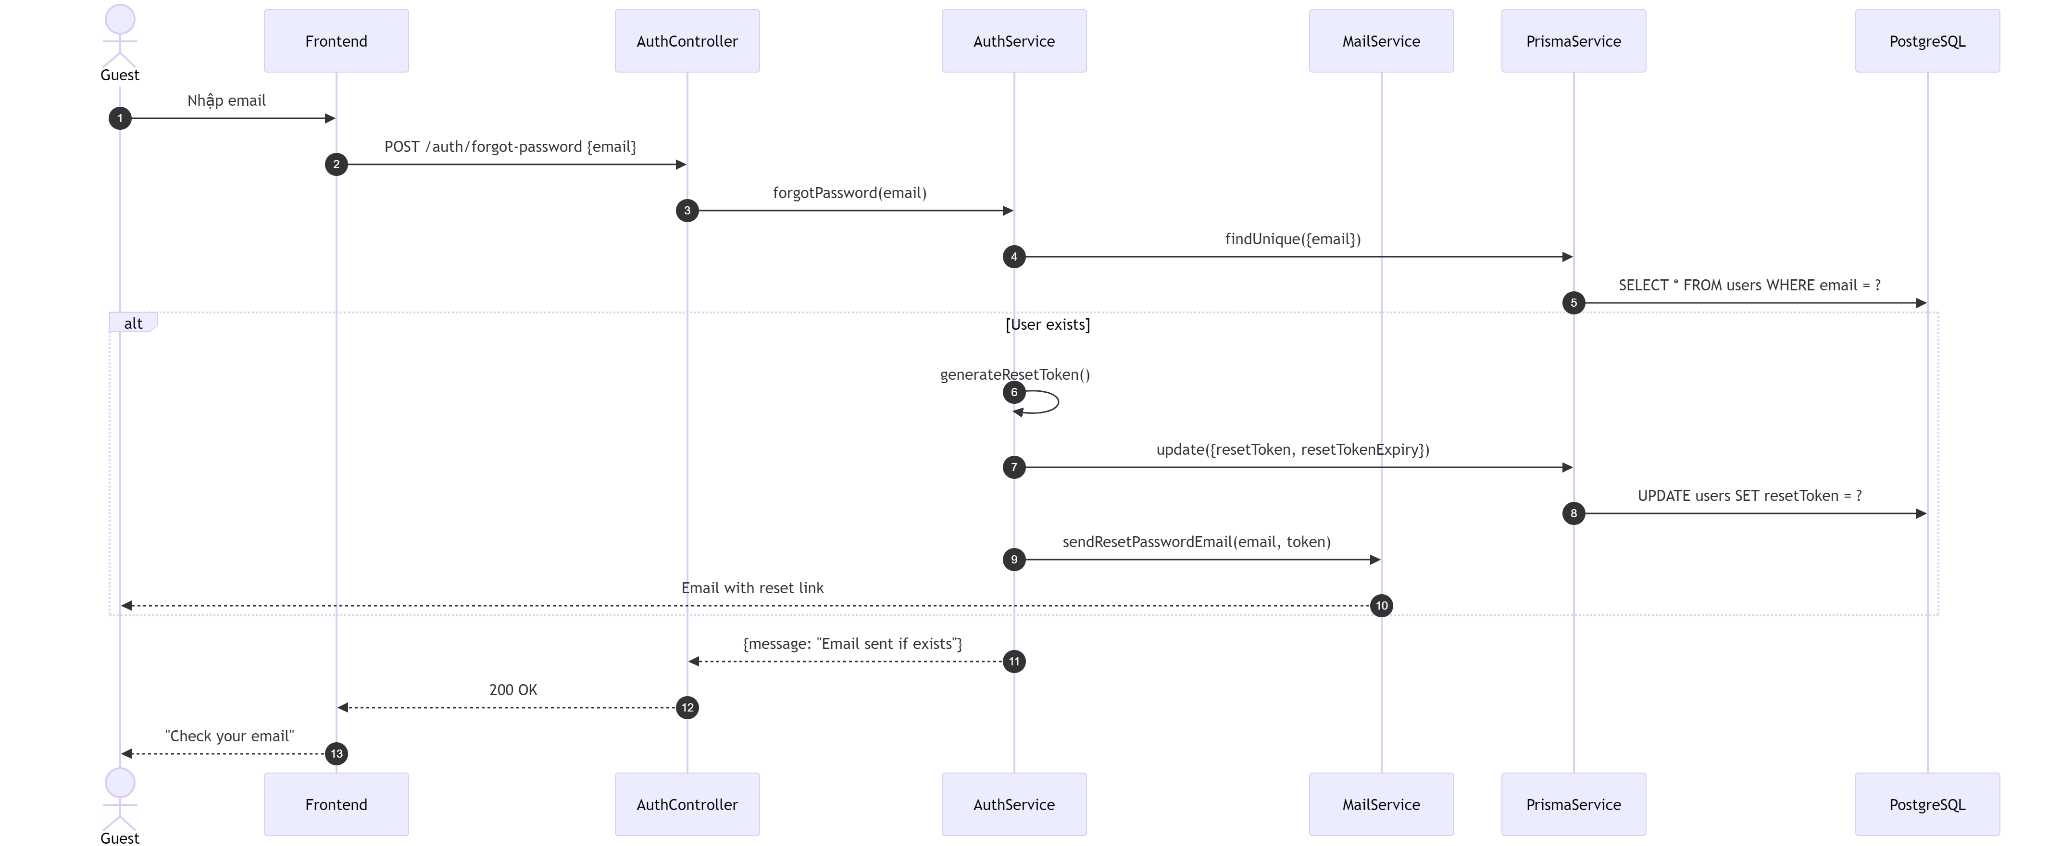 Guest
Frontend
AuthController
AuthService
MailService
PrismaService
PostgreSQL
Nhập email
1
POST /auth/forgot-password {email}
2
forgotPassword(email)
3
findUnique({email})
4
SELECT * FROM users WHERE email = ?
5
alt
[User exists]
generateResetToken()
6
update({resetToken, resetTokenExpiry})
7
UPDATE users SET resetToken = ?
8
sendResetPasswordEmail(email, token)
9
Email with reset link
10
{message: "Email sent if exists"}
11
200 OK
12
"Check your email"
13
Guest
Frontend
AuthController
AuthService
MailService
PrismaService
PostgreSQL